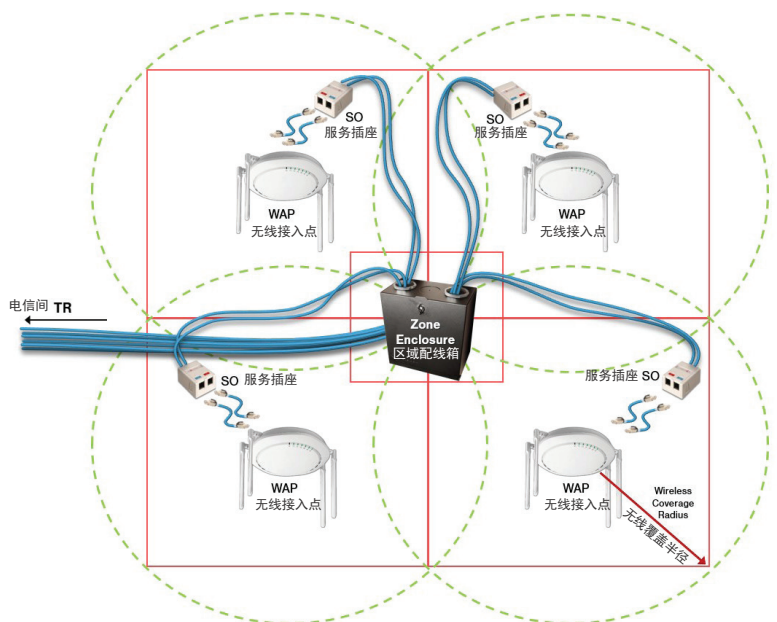 SO
服务插座
WAP
无线接入点
SO
服务插座
WAP
无线接入点
电信间 TR
Zone
Enclosure
区域配线箱
SO 服务插座
WAP
无线接入点
服务插座 SO
WAP
无线接入点
Wireless
Coverage
Radius
无线覆盖半径